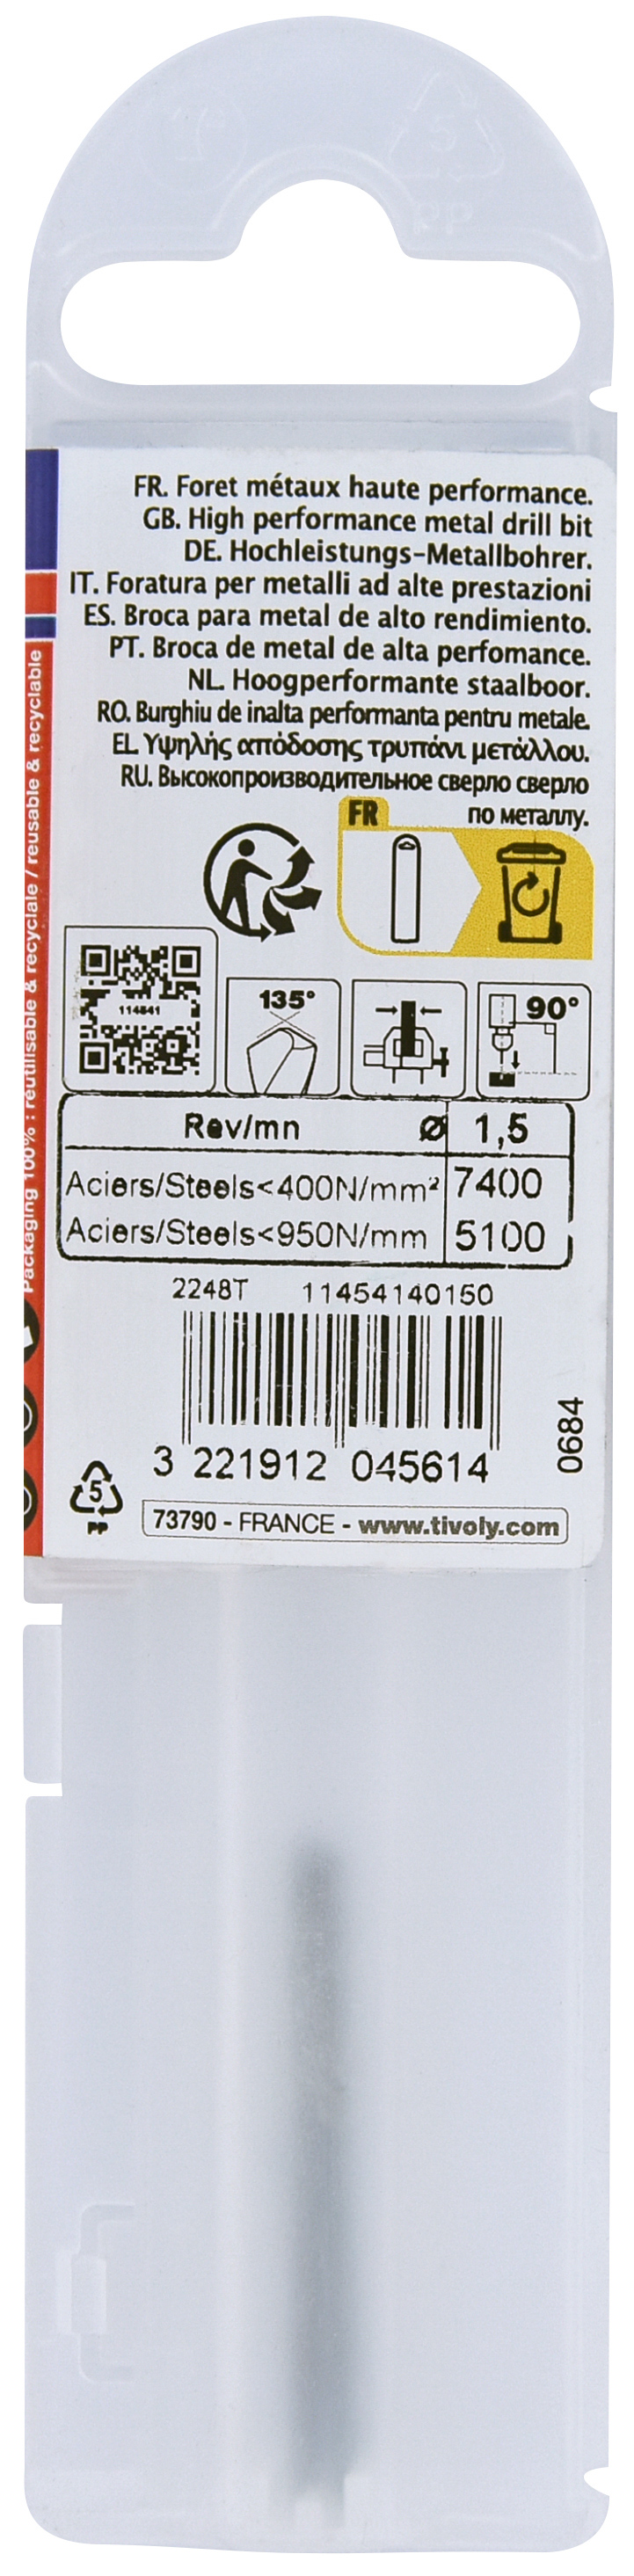 PP
FR. Foret métaux haute performance.
GB. High performance metal drill bit
DE. Hochleistungs-Metallbohrer.
IT. Foratura per metalli ad alte prestazioni
ES. Broca para metal de alto rendimiento.
PT. Broca de metal de alta perfomance.
NL. Hoogperformante staalboor.
RO. Burghiu de inalta performanta pentru metale.
EL. Υψηλής απόδοσης τρυπάνι μετάλλου.
RU. Высокопроизводительное сверло сверло
по металлу.
FR
114541
135°
90°
Rev/mn ø 1,5
Aciers/Steels<400N/mm² 7400
Aciers/Steels<950N/mm 5100
2248T 11454140150
3 221912 045614
0684
5
PP
73790 - FRANCE - www.tivoly.com
Packaging 100% : réutilisable & recyclale / reusable & recyclable